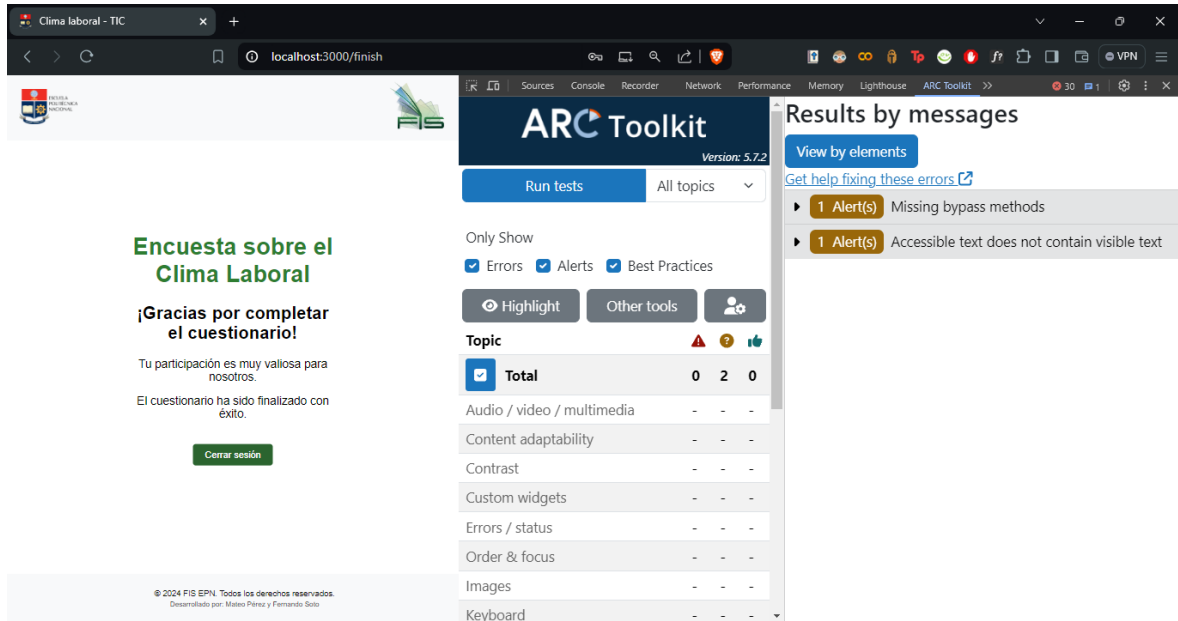 Clima laboral - TIC
localhost:3000/finish
VPN
ESCUELA
POLITÉCNICA
NACIONAL
FIS
Encuesta sobre el
Clima Laboral
¡Gracias por completar
el cuestionario!
Tu participación es muy valiosa para
nosotros.
El cuestionario ha sido finalizado con
éxito.
Cerrar sesión
© 2024 FIS EPN. Todos los derechos reservados.
Desarrollado por: Mateo Pérez y Fernando Soto
Sources Console Recorder Network Performance Memory Lighthouse ARC Toolkit 30 1
ARC Toolkit
Version: 5.7.2
Run tests All topics
Only Show
Errors Alerts Best Practices
Highlight Other tools
Topic
Total 0 2 0
Audio / video / multimedia - - -
Content adaptability - - -
Contrast - - -
Custom widgets - - -
Errors / status - - -
Order & focus - - -
Images - - -
Keyboard - - -
Results by messages
View by elements
Get help fixing these errors
1 Alert(s) Missing bypass methods
1 Alert(s) Accessible text does not contain visible text